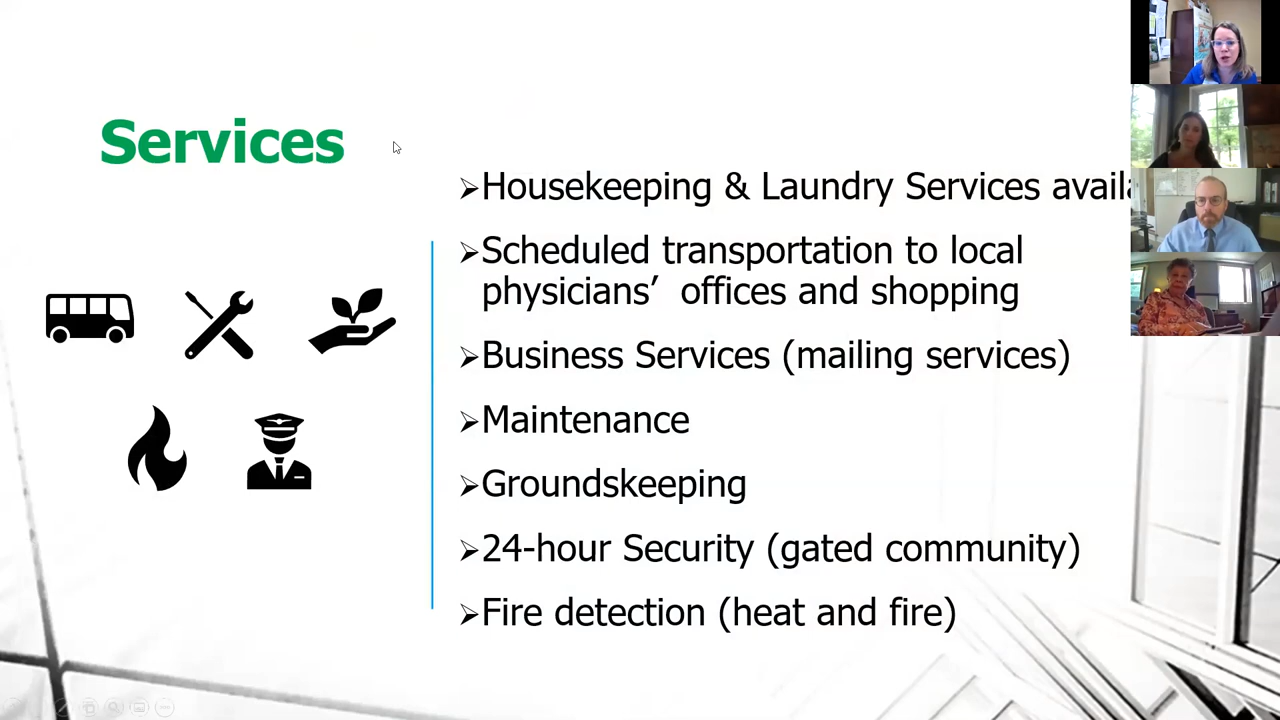 Services
➢Housekeeping & Laundry Services
➢Scheduled transportation to local
physicians’ offices and shopping
➢Business Services (mailing services)
➢Maintenance
➢Groundskeeping
➢24-hour Security (gated community)
➢Fire detection (heat and fire)